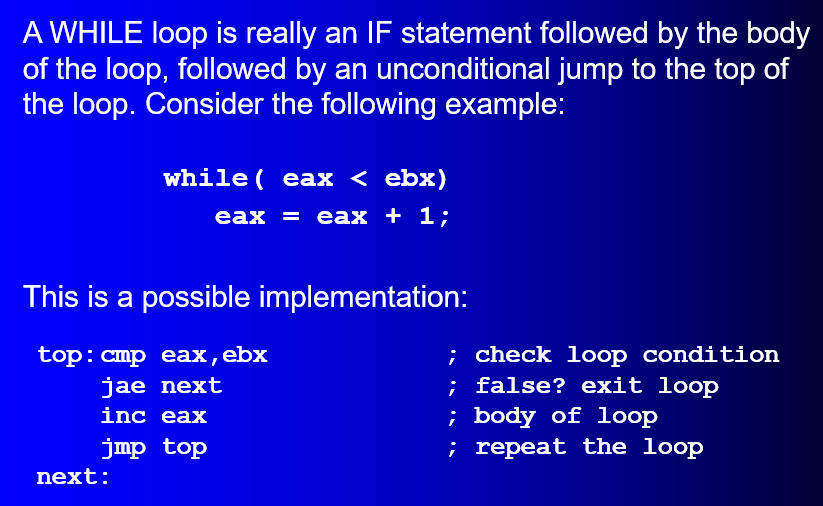 A WHILE loop is really an IF statement followed by the body
of the loop, followed by an unconditional jump to the top of
the loop. Consider the following example:
while( eax < ebx)
eax = eax + 1;
This is a possible implementation:
top:cmp eax,ebx ; check loop condition
jae next ; false? exit loop
inc eax ; body of loop
jmp top ; repeat the loop
next: